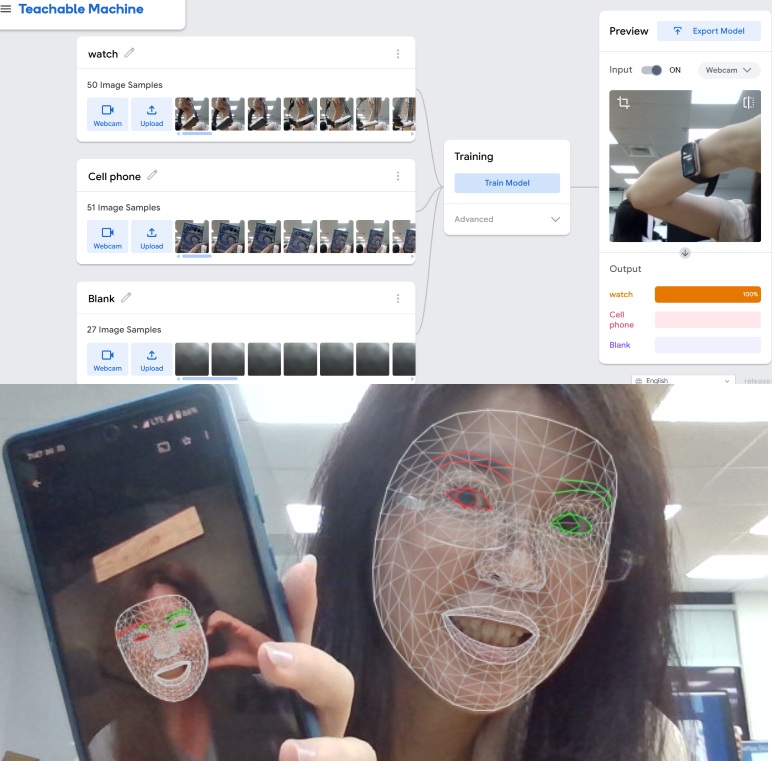 Teachable Machine
watch
50 Image Samples
Webcam
Upload
Cell phone
51 Image Samples
Webcam
Upload
Blank
27 Image Samples
Webcam
Upload
Training
Train Model
Advanced
Preview
Export Model
Input
ON
Webcam
Output
watch
100%
Cell
phone
Blank
English
release
LTE